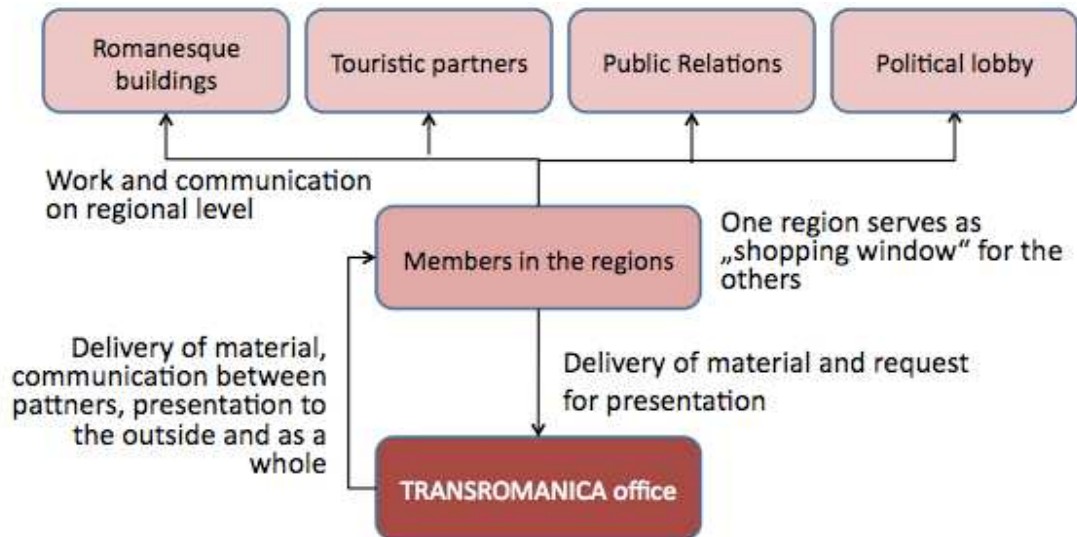 Romanesque
buildings
Touristic partners
Public Relations
Political lobby
Work and communication
on regional level
Members in the regions
One region serves as
„shopping window“ for the
others
Delivery of material,
communication between
pattners, presentation to
the outside and as a
whole
Delivery of material and request
for presentation
TRANSROMANICA office